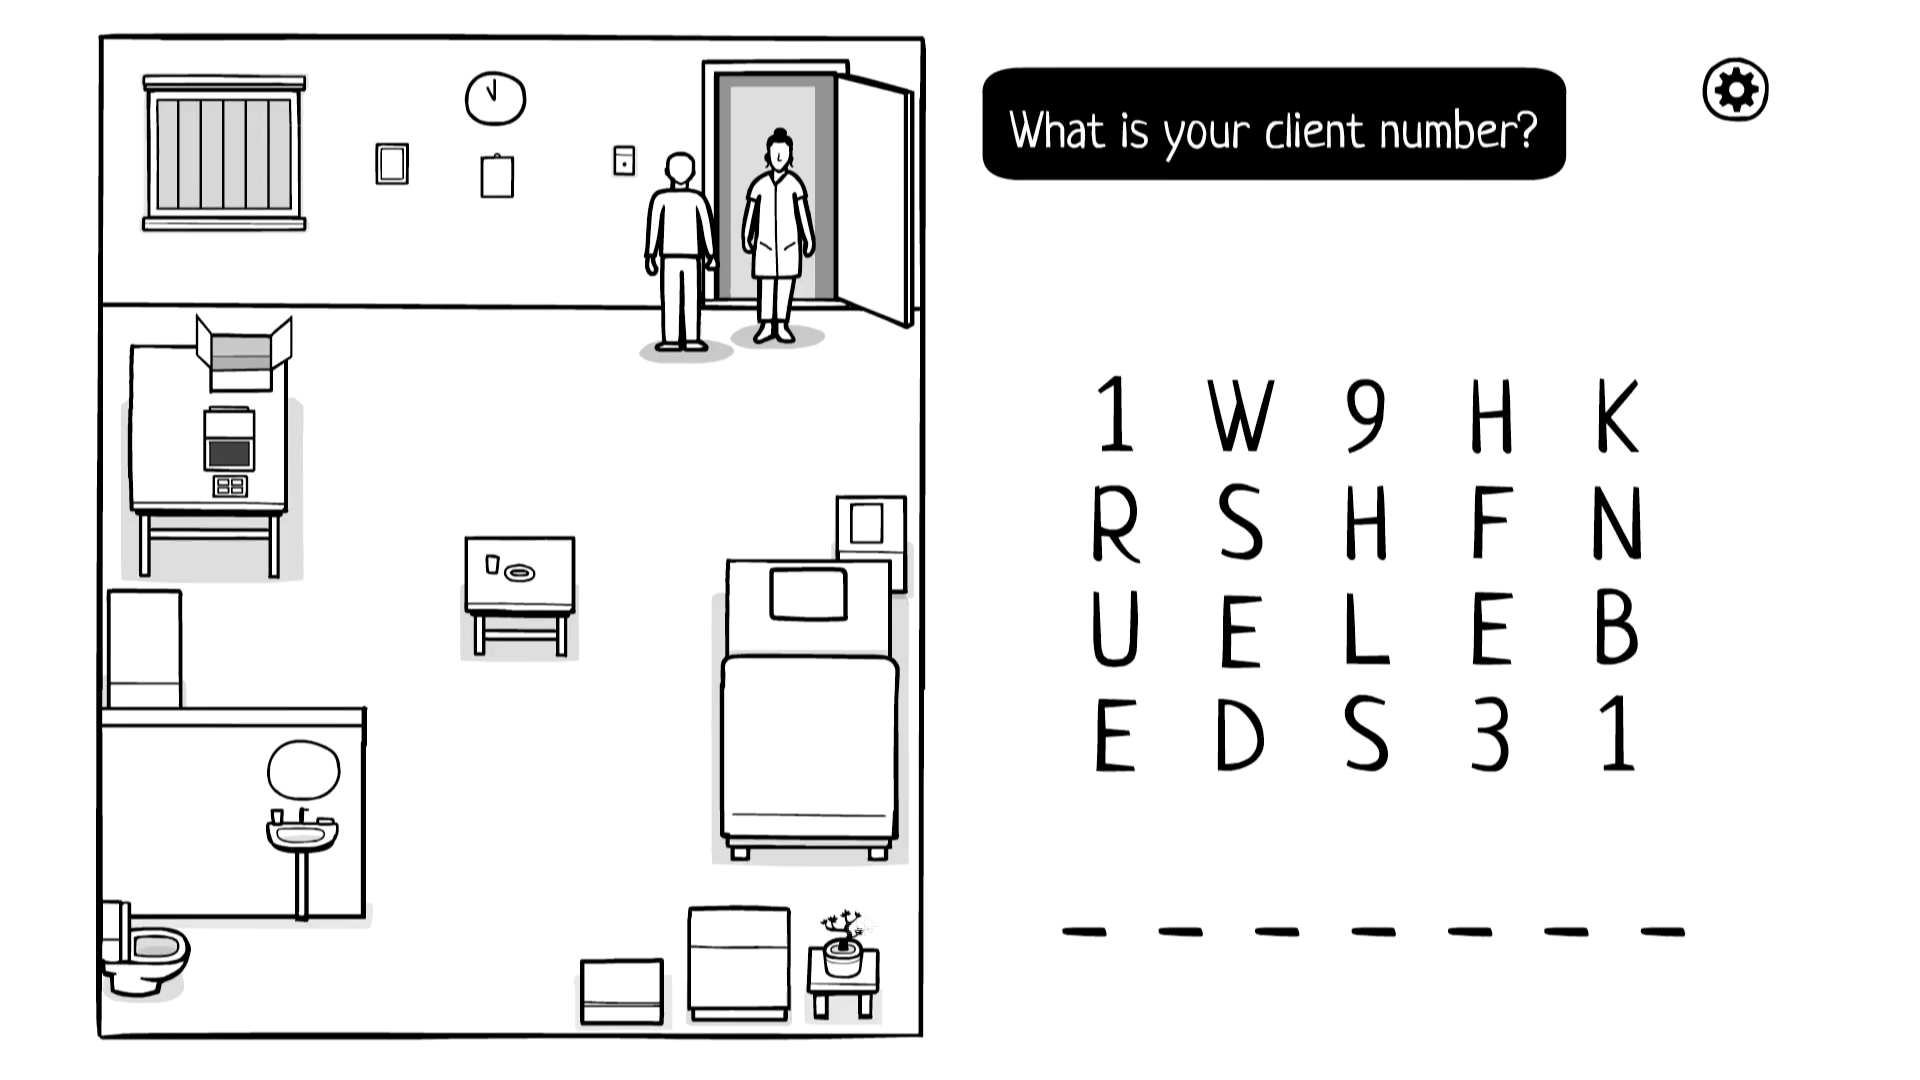 What is your client number?
1 W 9 H K
R S H F N
U E L E B
E D S 3 1